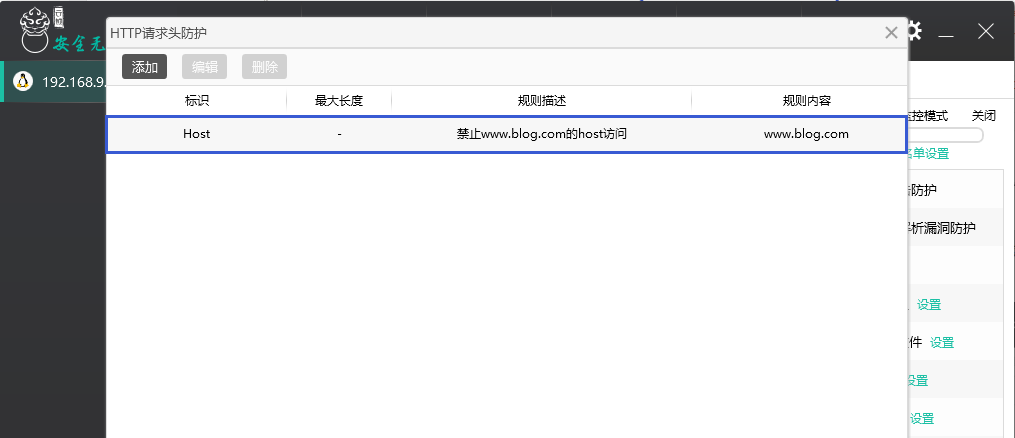 安全无
HTTP请求头防护
192.168.9.
添加 编辑 删除
标识 最大长度 规则描述 规则内容
Host - 禁止www.blog.com的host访问 www.blog.com
监控模式 关闭
名单设置
防护
解析漏洞防护
设置
件 设置
设置
设置